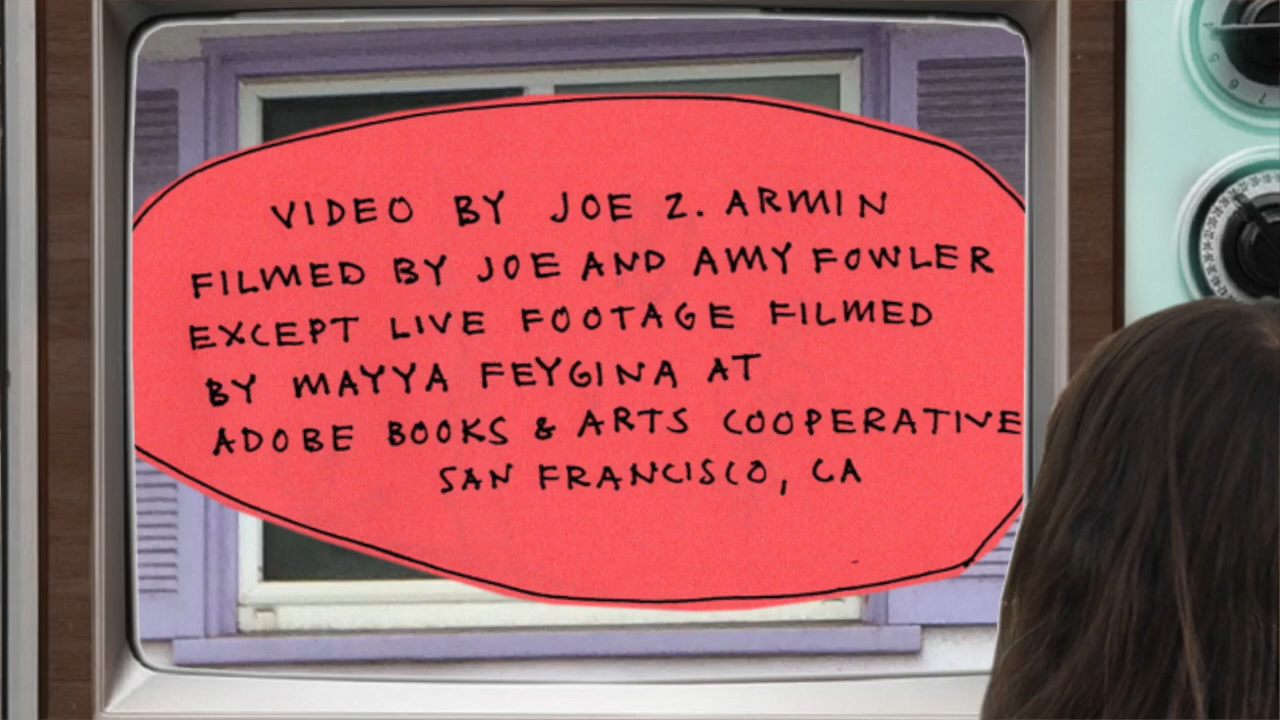 VIDEO BY JOE Z. ARMIN
FILMED BY JOE AND AMY FOWLER
EXCEPT LIVE FOOTAGE FILMED
BY MAYYA FEYGINA AT
ADOBE BOOKS & ARTS COOPERATIVE
SAN FRANCISCO, CA